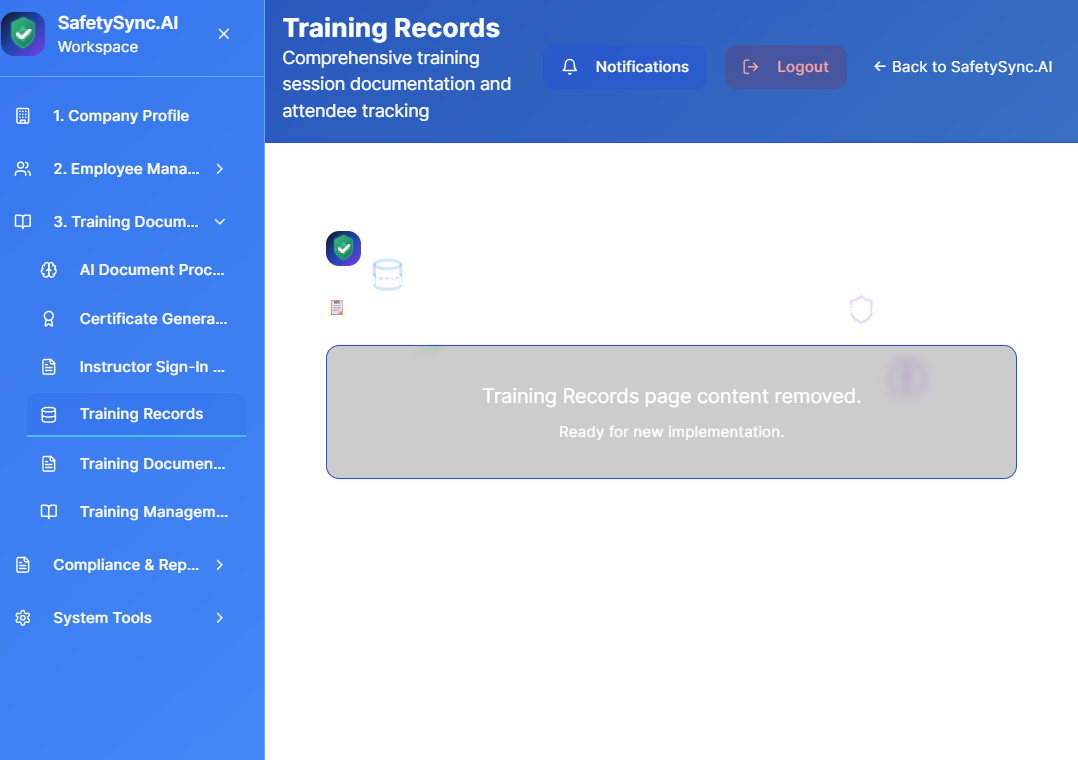 SafetySync.AI
Workspace
1. Company Profile
2. Employee Mana...
3. Training Docum...
AI Document Proc...
Certificate Genera...
Instructor Sign-In ...
Training Records
Training Documen...
Training Managem...
Compliance & Rep...
System Tools
Training Records
Comprehensive training
session documentation and
attendee tracking
Notifications
Logout
← Back to SafetySync.AI
Training Records page content removed.
Ready for new implementation.